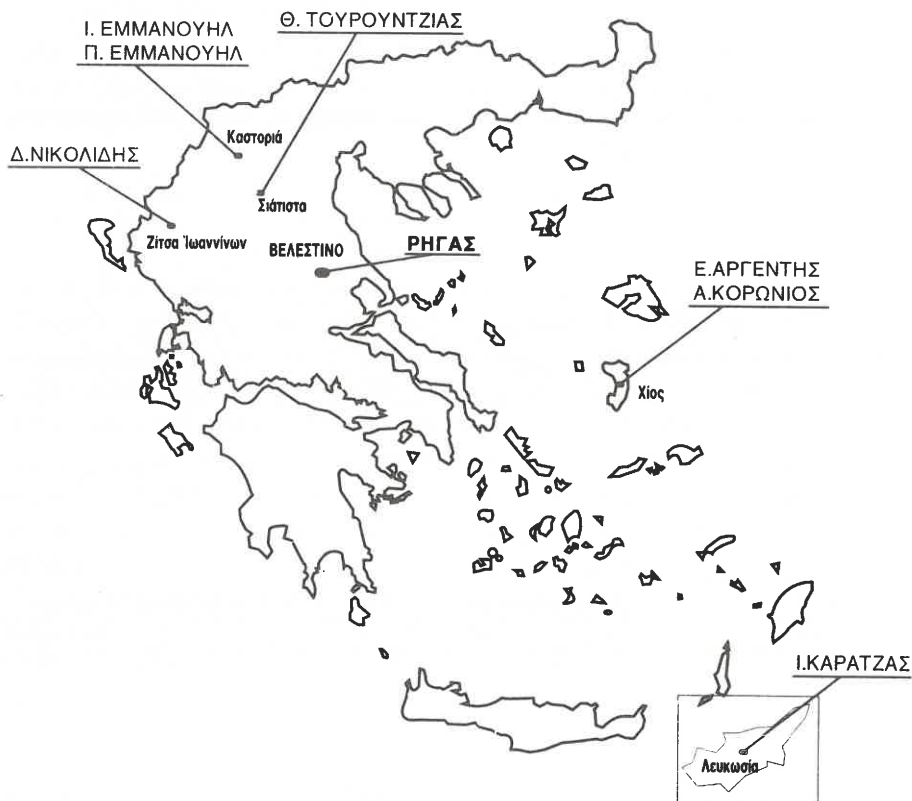 Ι. ΕΜΜΑΝΟΥΗΛ
Π. ΕΜΜΑΝΟΥΗΛ
Θ. ΤΟΥΡΟΥΝΤΖΙΑΣ
Καστοριά
Δ.ΝΙΚΟΛΙΔΗΣ
Σιάτιστα
Ζίτσα Ἰωαννίνων
ΒΕΛΕΣΤΙΝΟ
ΡΗΓΑΣ
Ε.ΑΡΓΕΝΤΗΣ
Α.ΚΟΡΩΝΙΟΣ
Χίος
Ι.ΚΑΡΑΤΖΑΣ
Λευκωσία